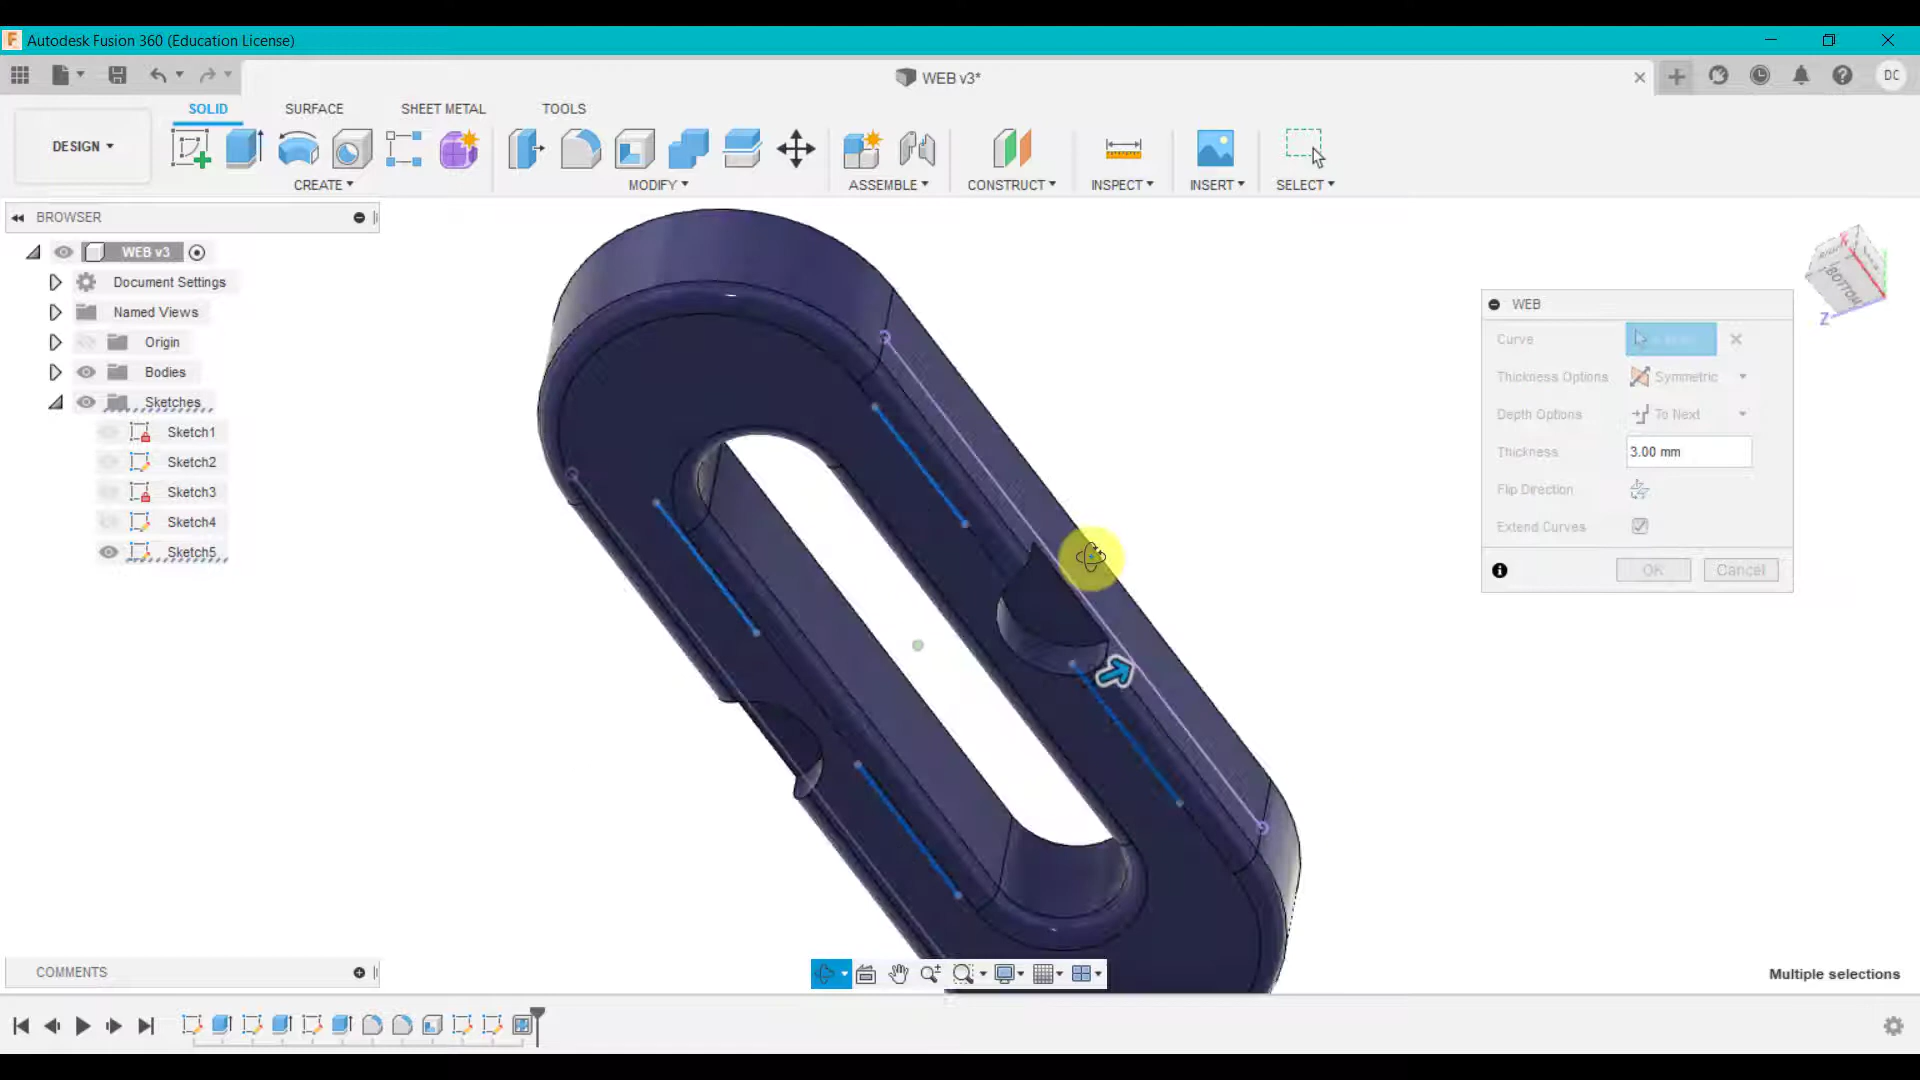 Autodesk Fusion 360 (Education License)
WEB v3*
DC
SOLID
SURFACE
SHEET METAL
TOOLS
DESIGN
CREATE
MODIFY
ASSEMBLE
CONSTRUCT
INSPECT
INSERT
SELECT
BROWSER
WEB v3
Document Settings
Named Views
Origin
Bodies
Sketches
Sketch1
Sketch2
Sketch3
Sketch4
Sketch5
BOTTOM
Z
WEB
Curve
Thickness Options
Symmetric
Depth Options
To Next
Thickness
3.00 mm
Flip Direction
Extend Curves
OK
Cancel
COMMENTS
Multiple selections